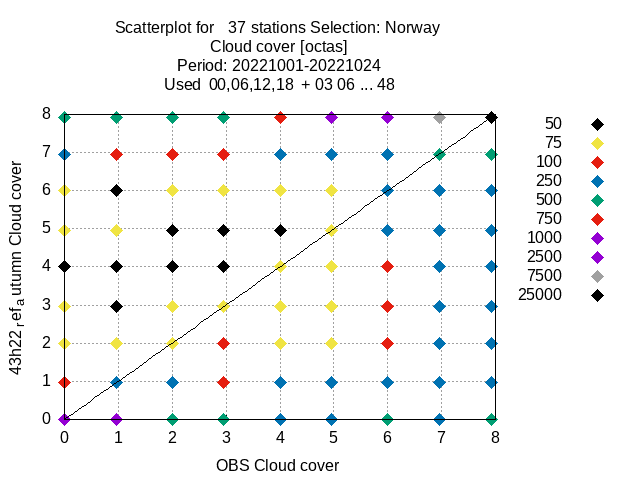 Scatterplot for 37 stations Selection: Norway
Cloud cover [octas]
Period: 20221001-20221024
Used 00,06,12,18 + 03 06 ... 48
8
7
6
5
4
3
2
1
0
0 1 2 3 4 5 6 7 8
43h22refautumn Cloud cover
OBS Cloud cover
50
75
100
250
500
750
1000
2500
7500
25000